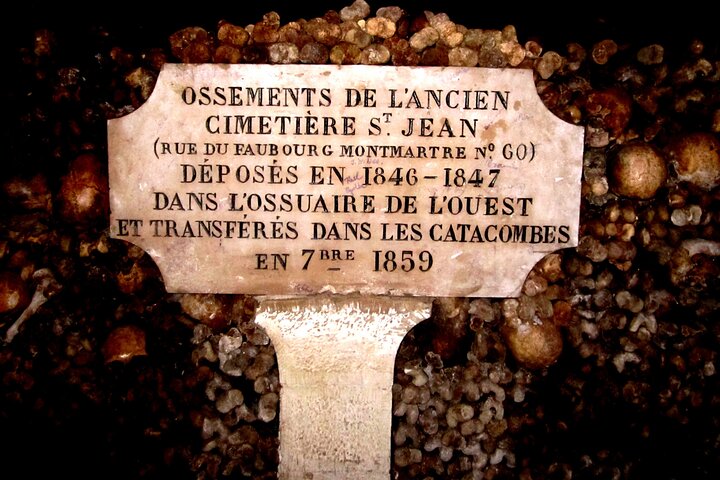 OSSEMENTS DE L'ANCIEN
CIMETIÈRE ST. JEAN
(RUE DU FAUBOURG MONTMARTRE No 60)
DÉPOSÉS EN 1846-1847
DANS L'OSSUAIRE DE L'OUEST
ET TRANSFÉRÉS DANS LES CATACOMBES
EN 7BRE 1859